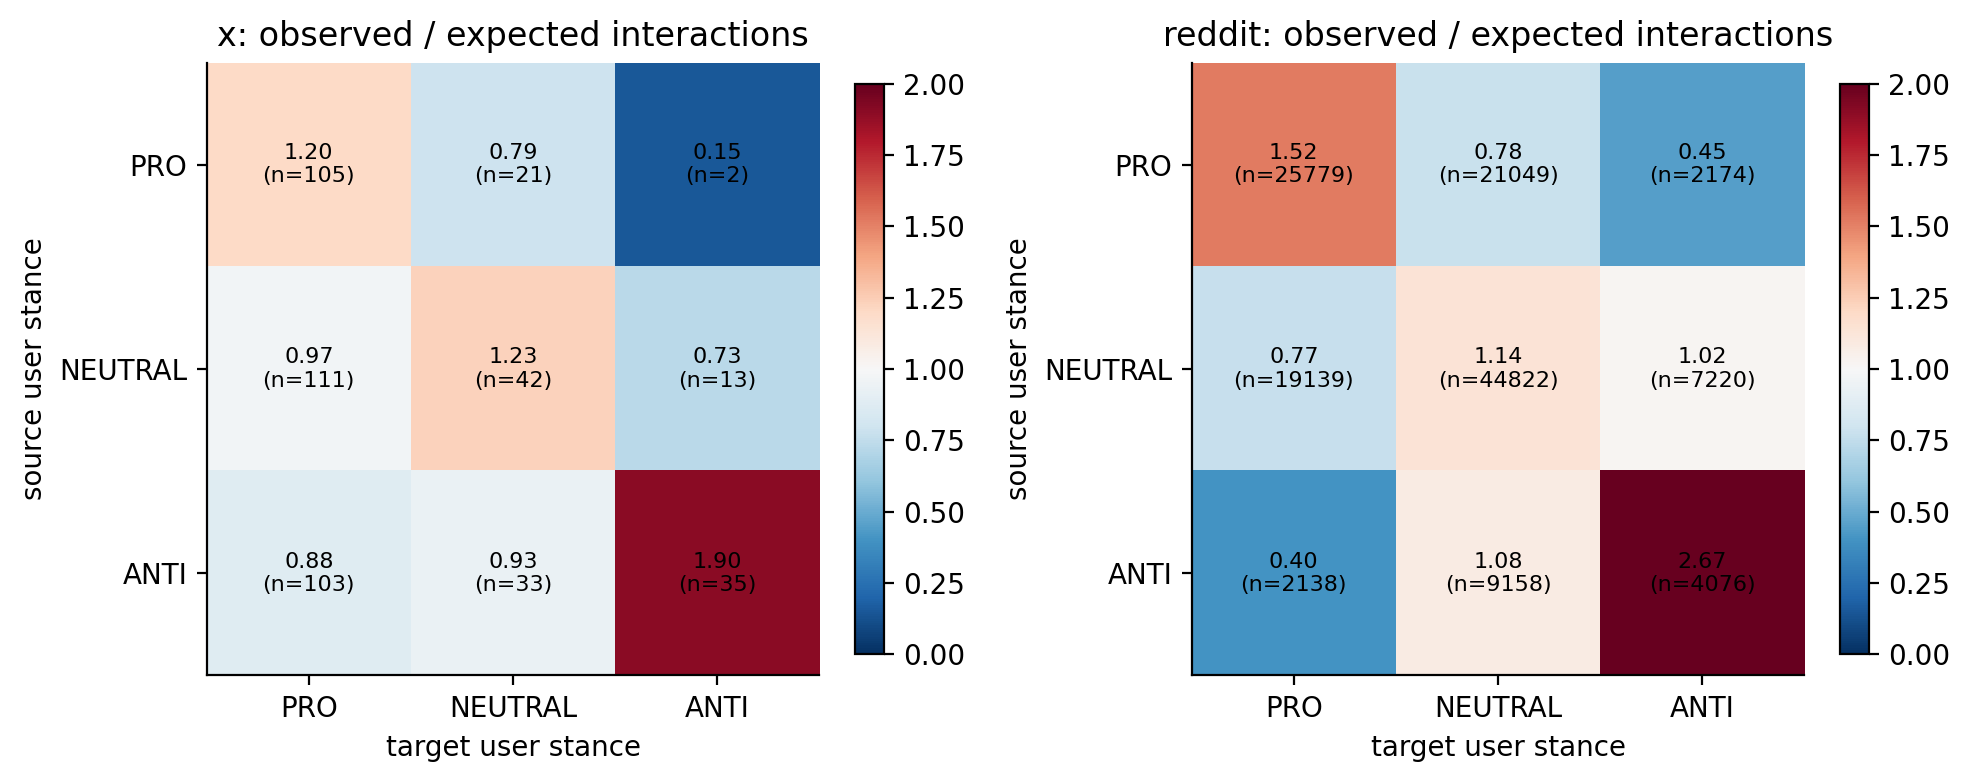 x: observed / expected interactions
source user stance
PRO
NEUTRAL
ANTI
1.20
(n=105)
0.79
(n=21)
0.15
(n=2)
0.97
(n=111)
1.23
(n=42)
0.73
(n=13)
0.88
(n=103)
0.93
(n=33)
1.90
(n=35)
PRO
NEUTRAL
ANTI
target user stance
2.00
1.75
1.50
1.25
1.00
0.75
0.50
0.25
0.00
reddit: observed / expected interactions
source user stance
PRO
NEUTRAL
ANTI
1.52
(n=25779)
0.78
(n=21049)
0.45
(n=2174)
0.77
(n=19139)
1.14
(n=44822)
1.02
(n=7220)
0.40
(n=2138)
1.08
(n=9158)
2.67
(n=4076)
PRO
NEUTRAL
ANTI
target user stance
2.00
1.75
1.50
1.25
1.00
0.75
0.50
0.25
0.00